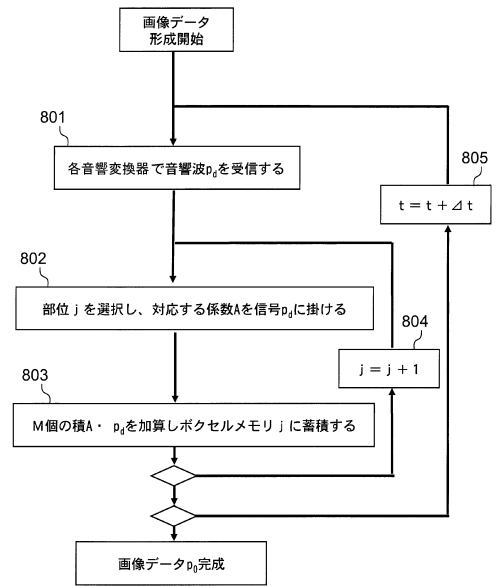 画像データ
形成開始
801
各音響変換器で音響波pdを受信する
805
t=t+⊿t
802
部位jを選択し、対応する係数Aを信号pdに掛ける
804
j=j+1
803
M個の積A・ pdを加算しボクセルメモリjに蓄積する
画像データp0完成